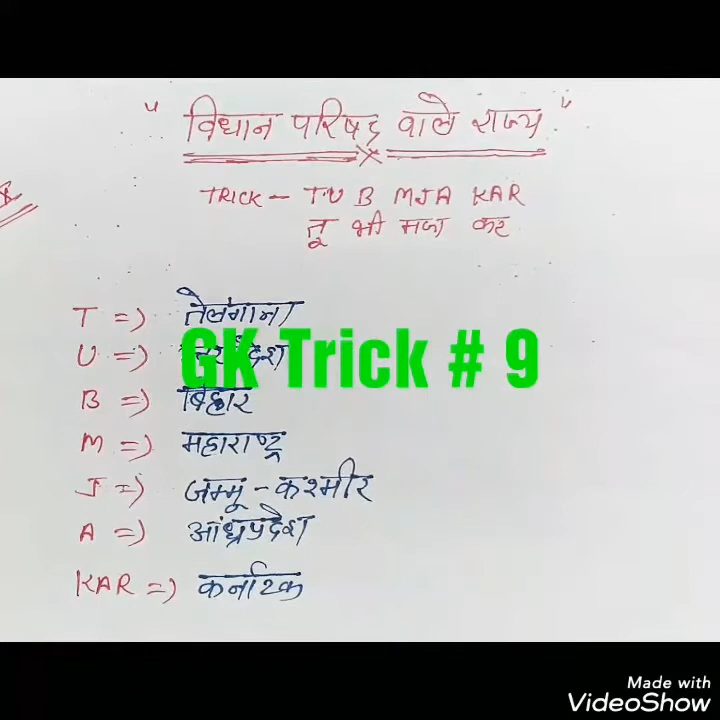 " विधान परिषद वाले राज्य "
TRICK - T U B MJA KAR
तू भी मजा कर
T => तेलंगाना
U => प्रदेश
B => बिहार
M => महाराष्ट्र
J => जम्मू - कश्मीर
A => आंध्रप्रदेश
KAR => कर्नाटक
GK Trick # 9
Made with
VideoShow